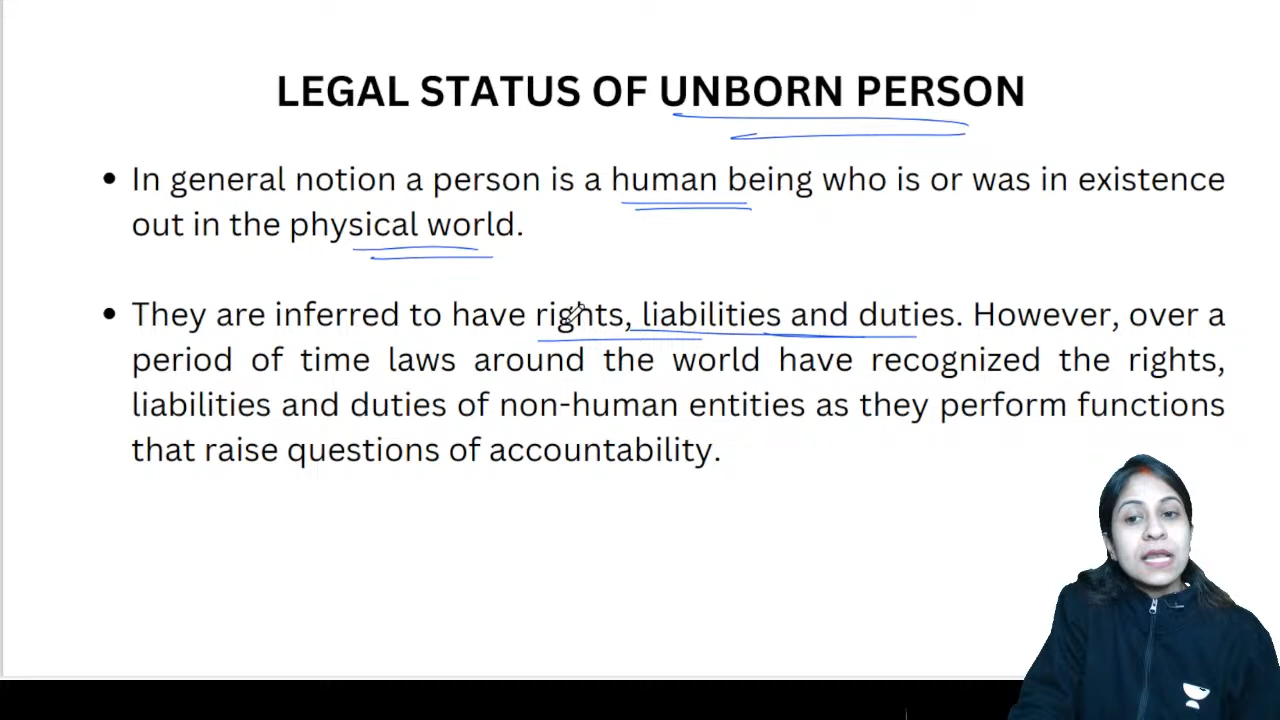 LEGAL STATUS OF UNBORN PERSON
• In general notion a person is a human being who is or was in existence
out in the physical world.
• They are inferred to have rights, liabilities and duties. However, over a
period of time laws around the world have recognized the rights,
liabilities and duties of non-human entities as they perform functions
that raise questions of accountability.